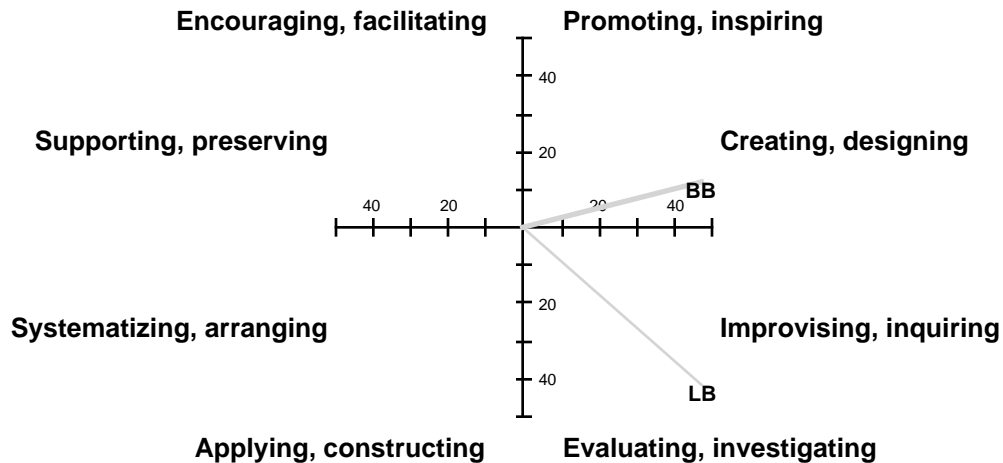 Encouraging, facilitating Promoting, inspiring
40
Supporting, preserving Creating, designing
20
BB
40 20 20 40
20
Systematizing, arranging Improvising, inquiring
40
LB
Applying, constructing Evaluating, investigating